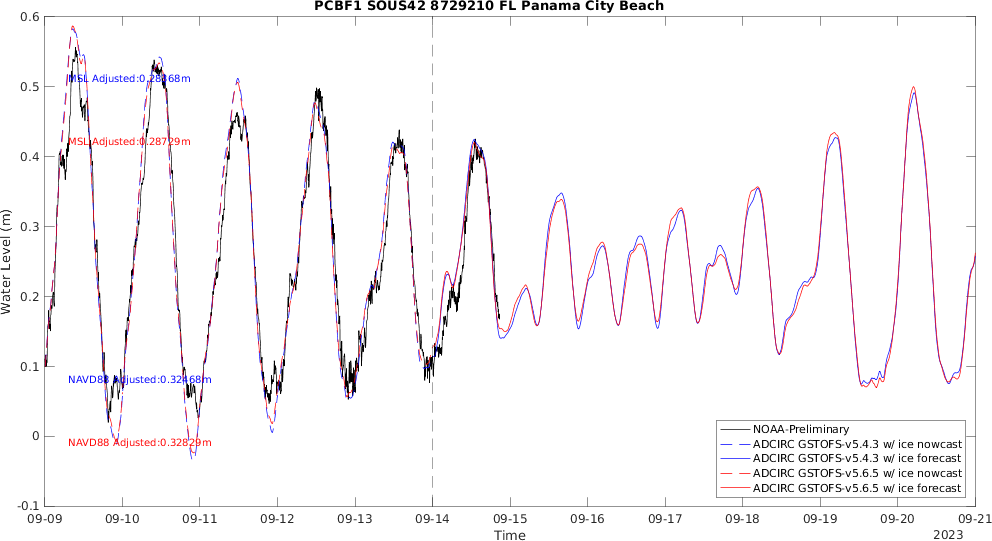 PCBF1 SOUS42 8729210 FL Panama City Beach
0.6
0.5
0.4
0.3
0.2
0.1
0
-0.1
Water Level (m)
MSL Adjusted:0.28868m
MSL Adjusted:0.28729m
NAVD88 Adjusted:0.32468m
NAVD88 Adjusted:0.32829m
NOAA-Preliminary
ADCIRC GSTOFS-v5.4.3 w/ ice nowcast
ADCIRC GSTOFS-v5.4.3 w/ ice forecast
ADCIRC GSTOFS-v5.6.5 w/ ice nowcast
ADCIRC GSTOFS-v5.6.5 w/ ice forecast
09-09 09-10 09-11 09-12 09-13 09-14 09-15 09-16 09-17 09-18 09-19 09-20 09-21
Time
2023